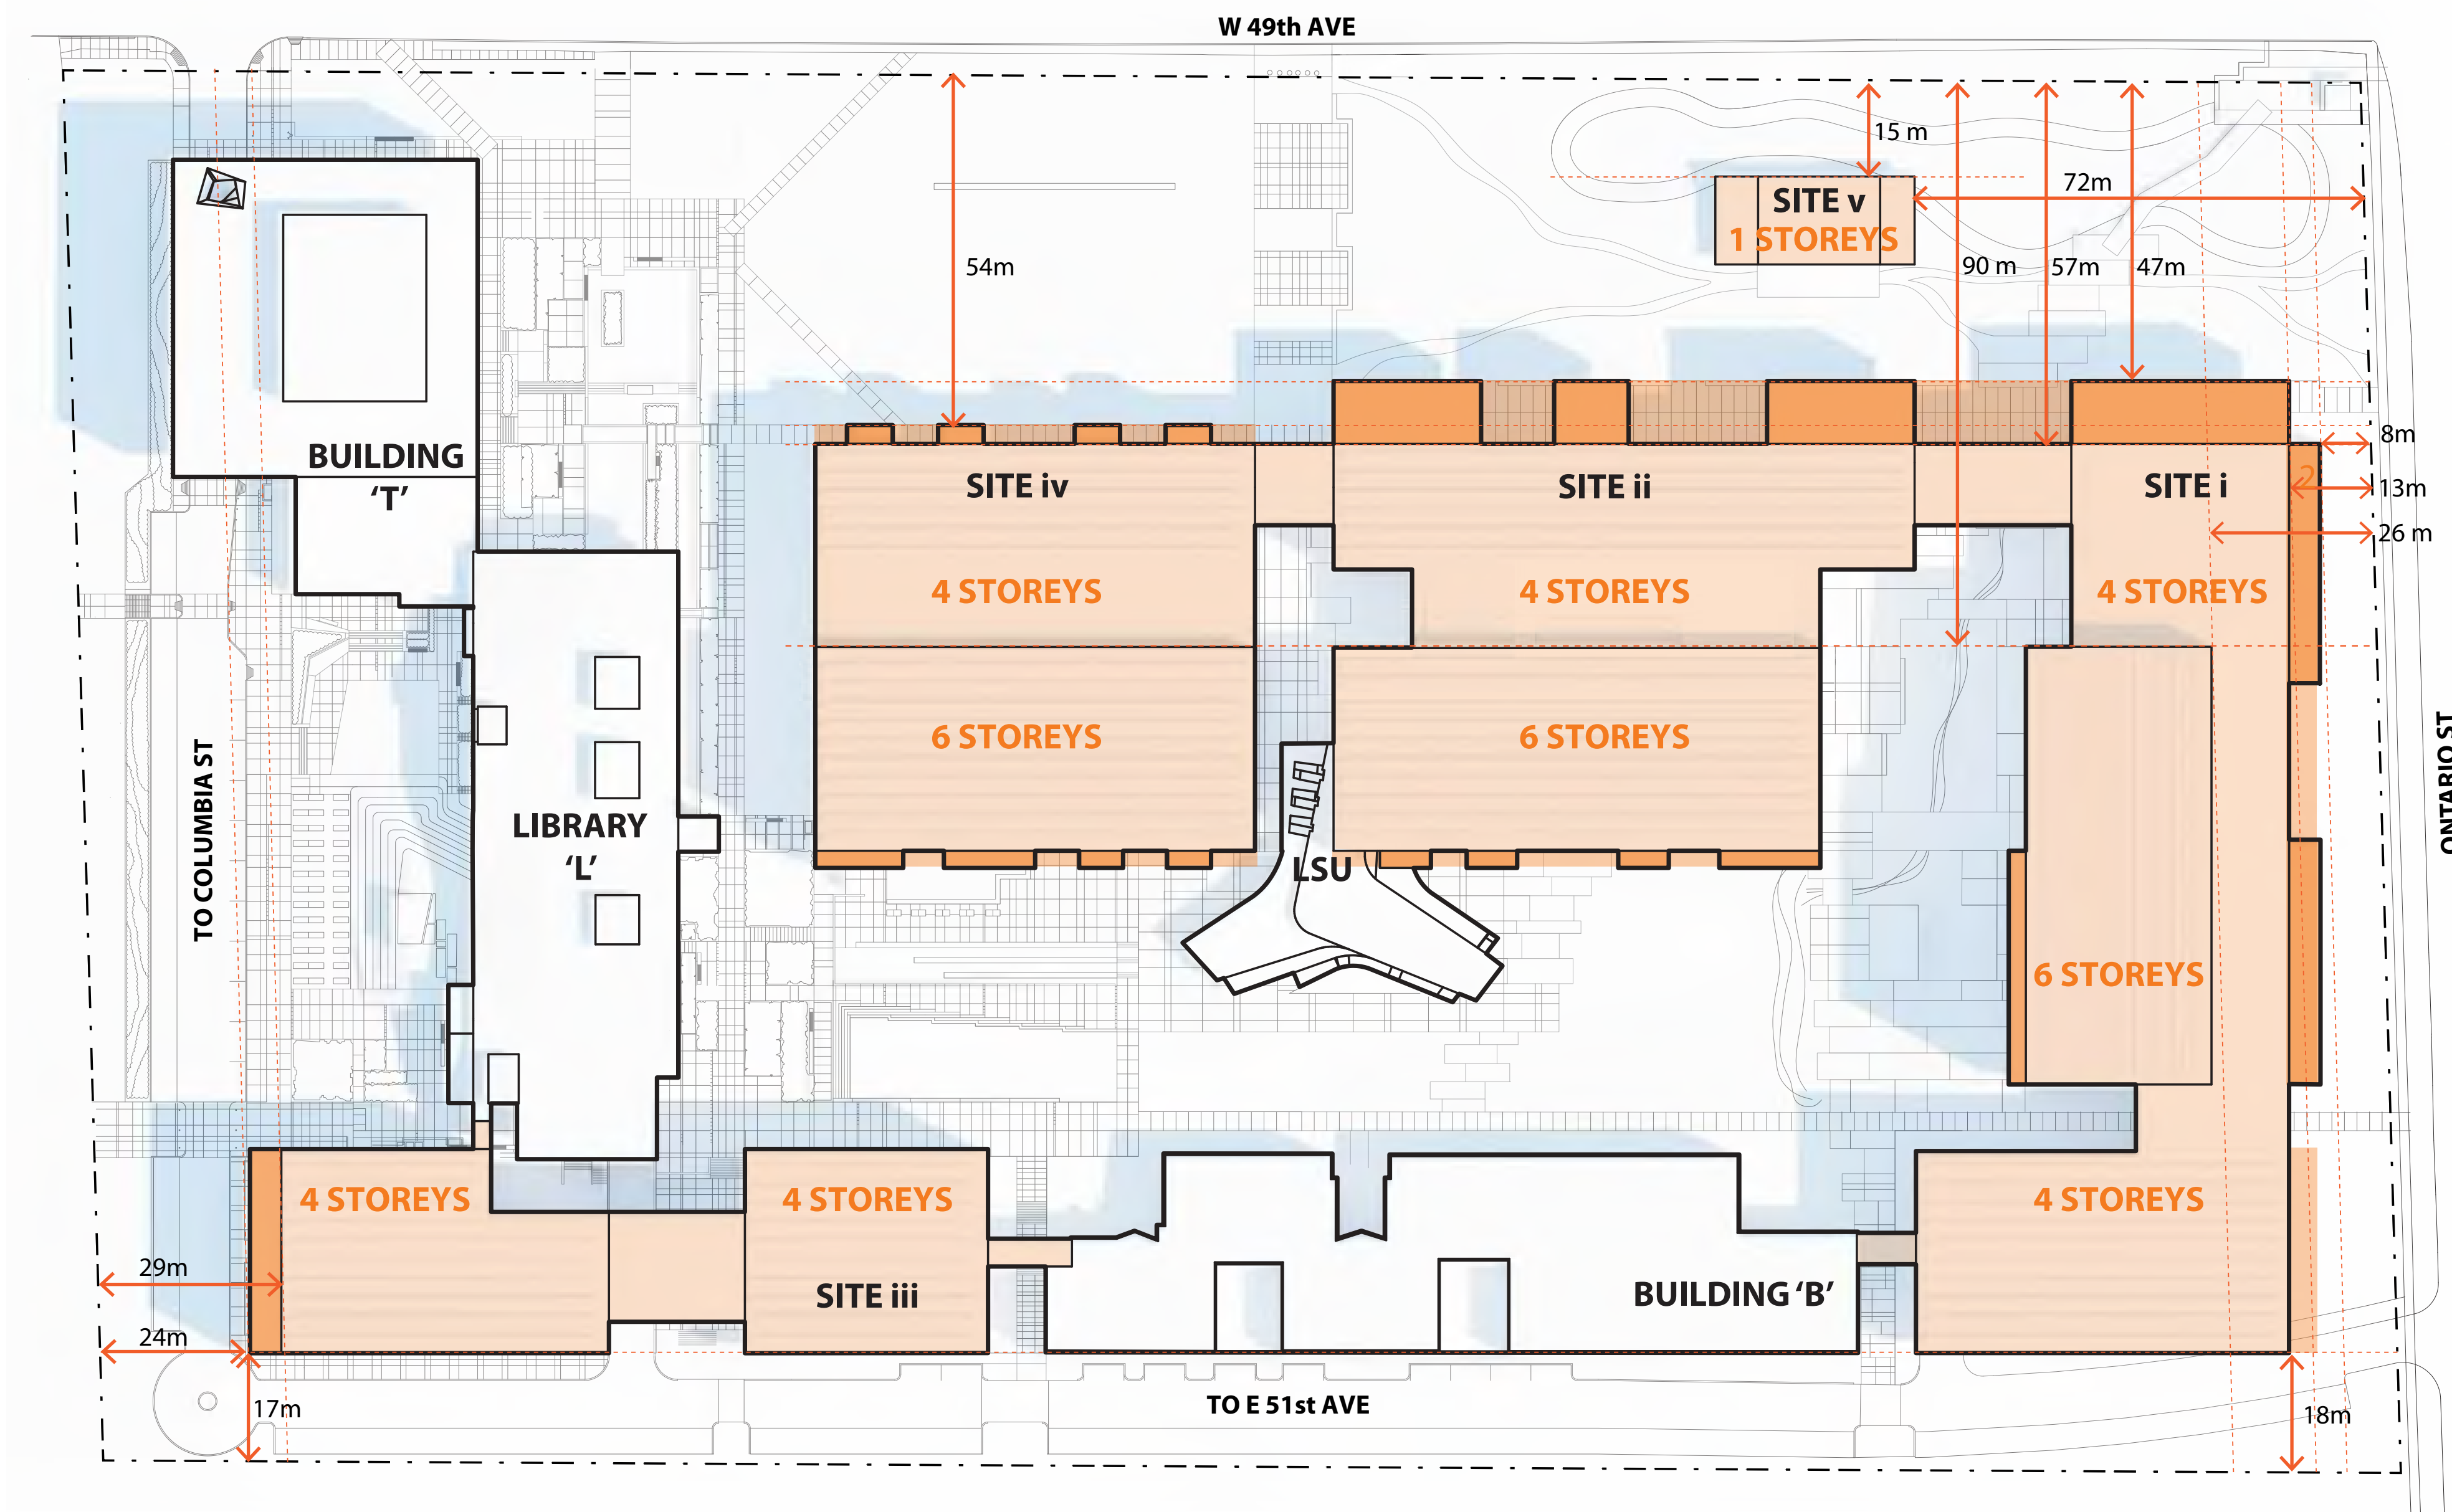 W 49th AVE
15 m
72m
SITE v
1 STOREYS
54m
90 m
57m
47m
8m
BUILDING
‘T’
SITE iv
SITE ii
SITE i
2
13m
26 m
4 STOREYS
4 STOREYS
4 STOREYS
6 STOREYS
6 STOREYS
TO COLUMBIA ST
ONTARIO ST
LIBRARY
‘L’
LSU
6 STOREYS
4 STOREYS
4 STOREYS
4 STOREYS
29m
SITE iii
BUILDING ‘B’
24m
17m
TO E 51st AVE
18m